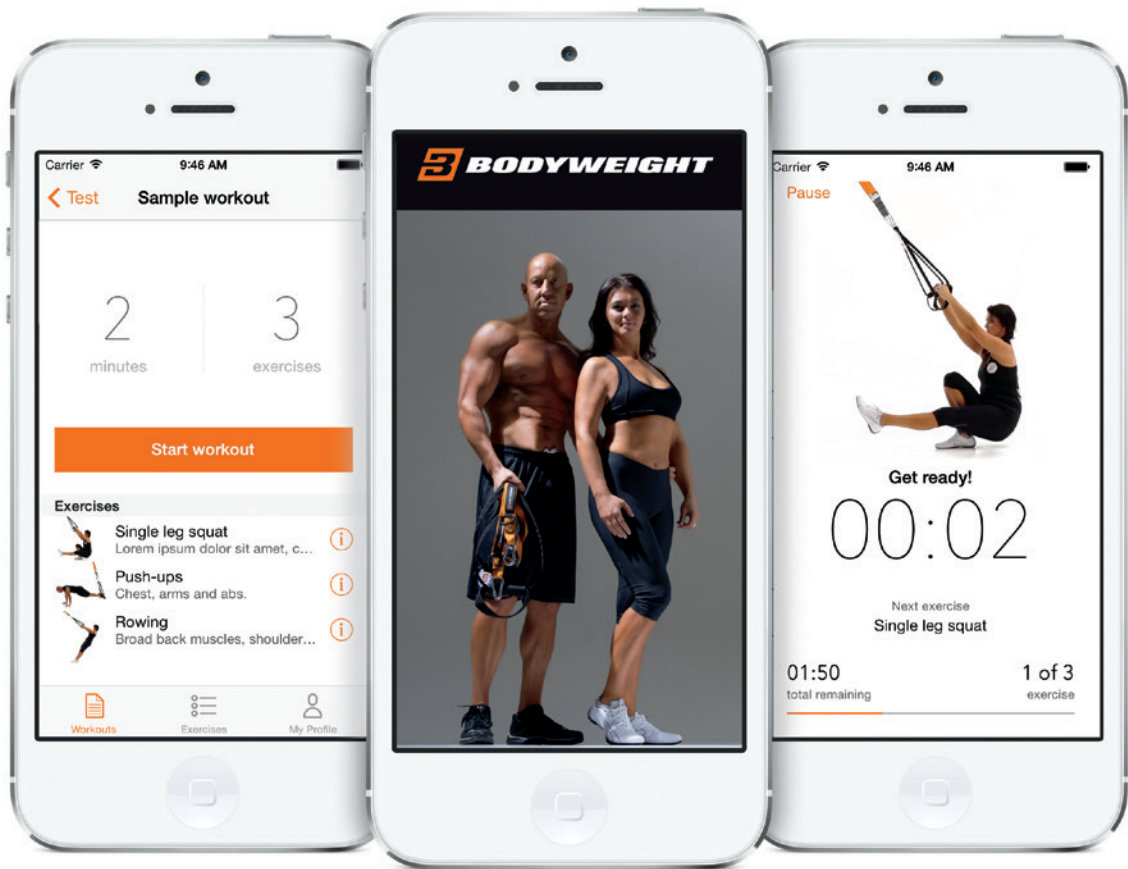 Carrier 9:46 AM
Test Sample workout
2 3
minutes exercises
Start workout
Exercises
Single leg squat
Lorem ipsum dolor sit amet, c...
Push-ups
Chest, arms and abs.
Rowing
Broad back muscles, shoulder...
Workouts Exercises My Profile
3 BODYWEIGHT
Carrier 9:46 AM
Pause
Get ready!
00:02
Next exercise
Single leg squat
01:50 1 of 3
total remaining exercise